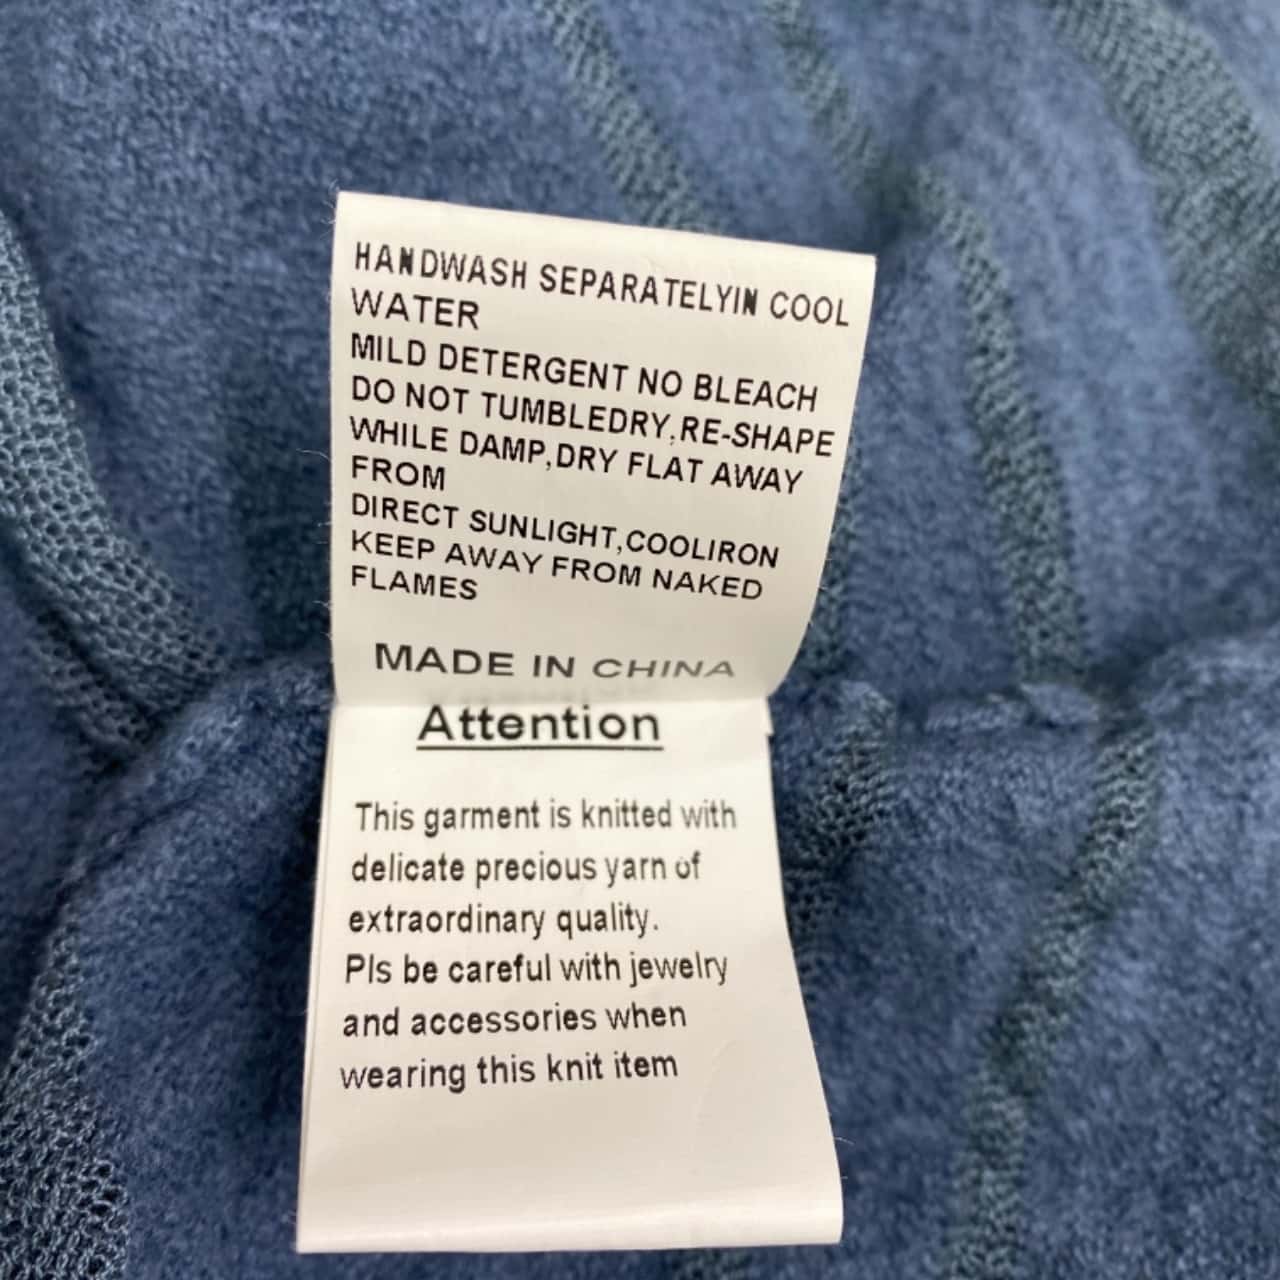 HANDWASH SEPARATELYIN COOL
WATER
MILD DETERGENT NO BLEACH
DO NOT TUMBLEDRY,RE-SHAPE
WHILE DAMP,DRY FLAT AWAY
FROM
DIRECT SUNLIGHT,COOLIRON
KEEP AWAY FROM NAKED
FLAMES
MADE IN CHINA
Attention
This garment is knitted with
delicate precious yarn of
extraordinary quality.
Pls be careful with jewelry
and accessories when
wearing this knit item